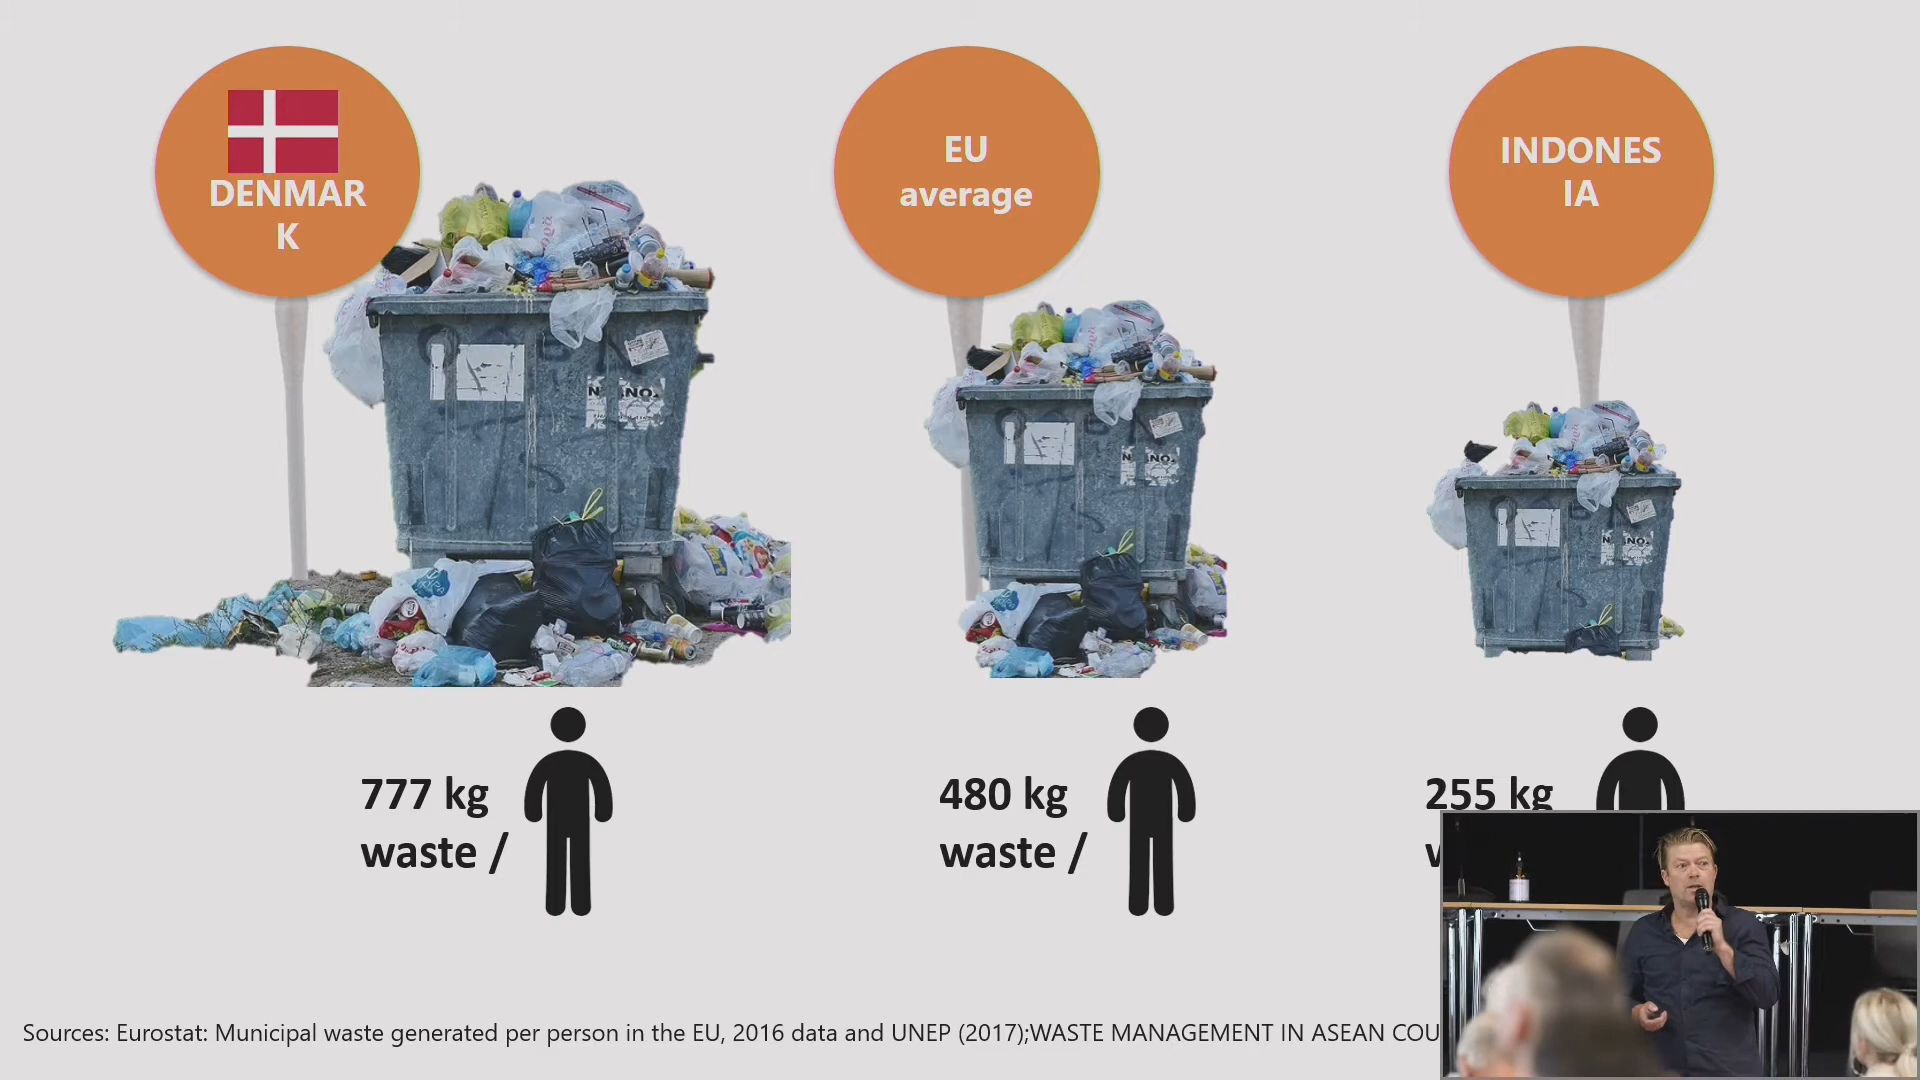 DENMAR
K
EU
average
INDONES
IA
777 kg
waste /
480 kg
waste /
255 kg
Sources: Eurostat: Municipal waste generated per person in the EU, 2016 data and UNEP (2017);WASTE MANAGEMENT IN ASEAN COU